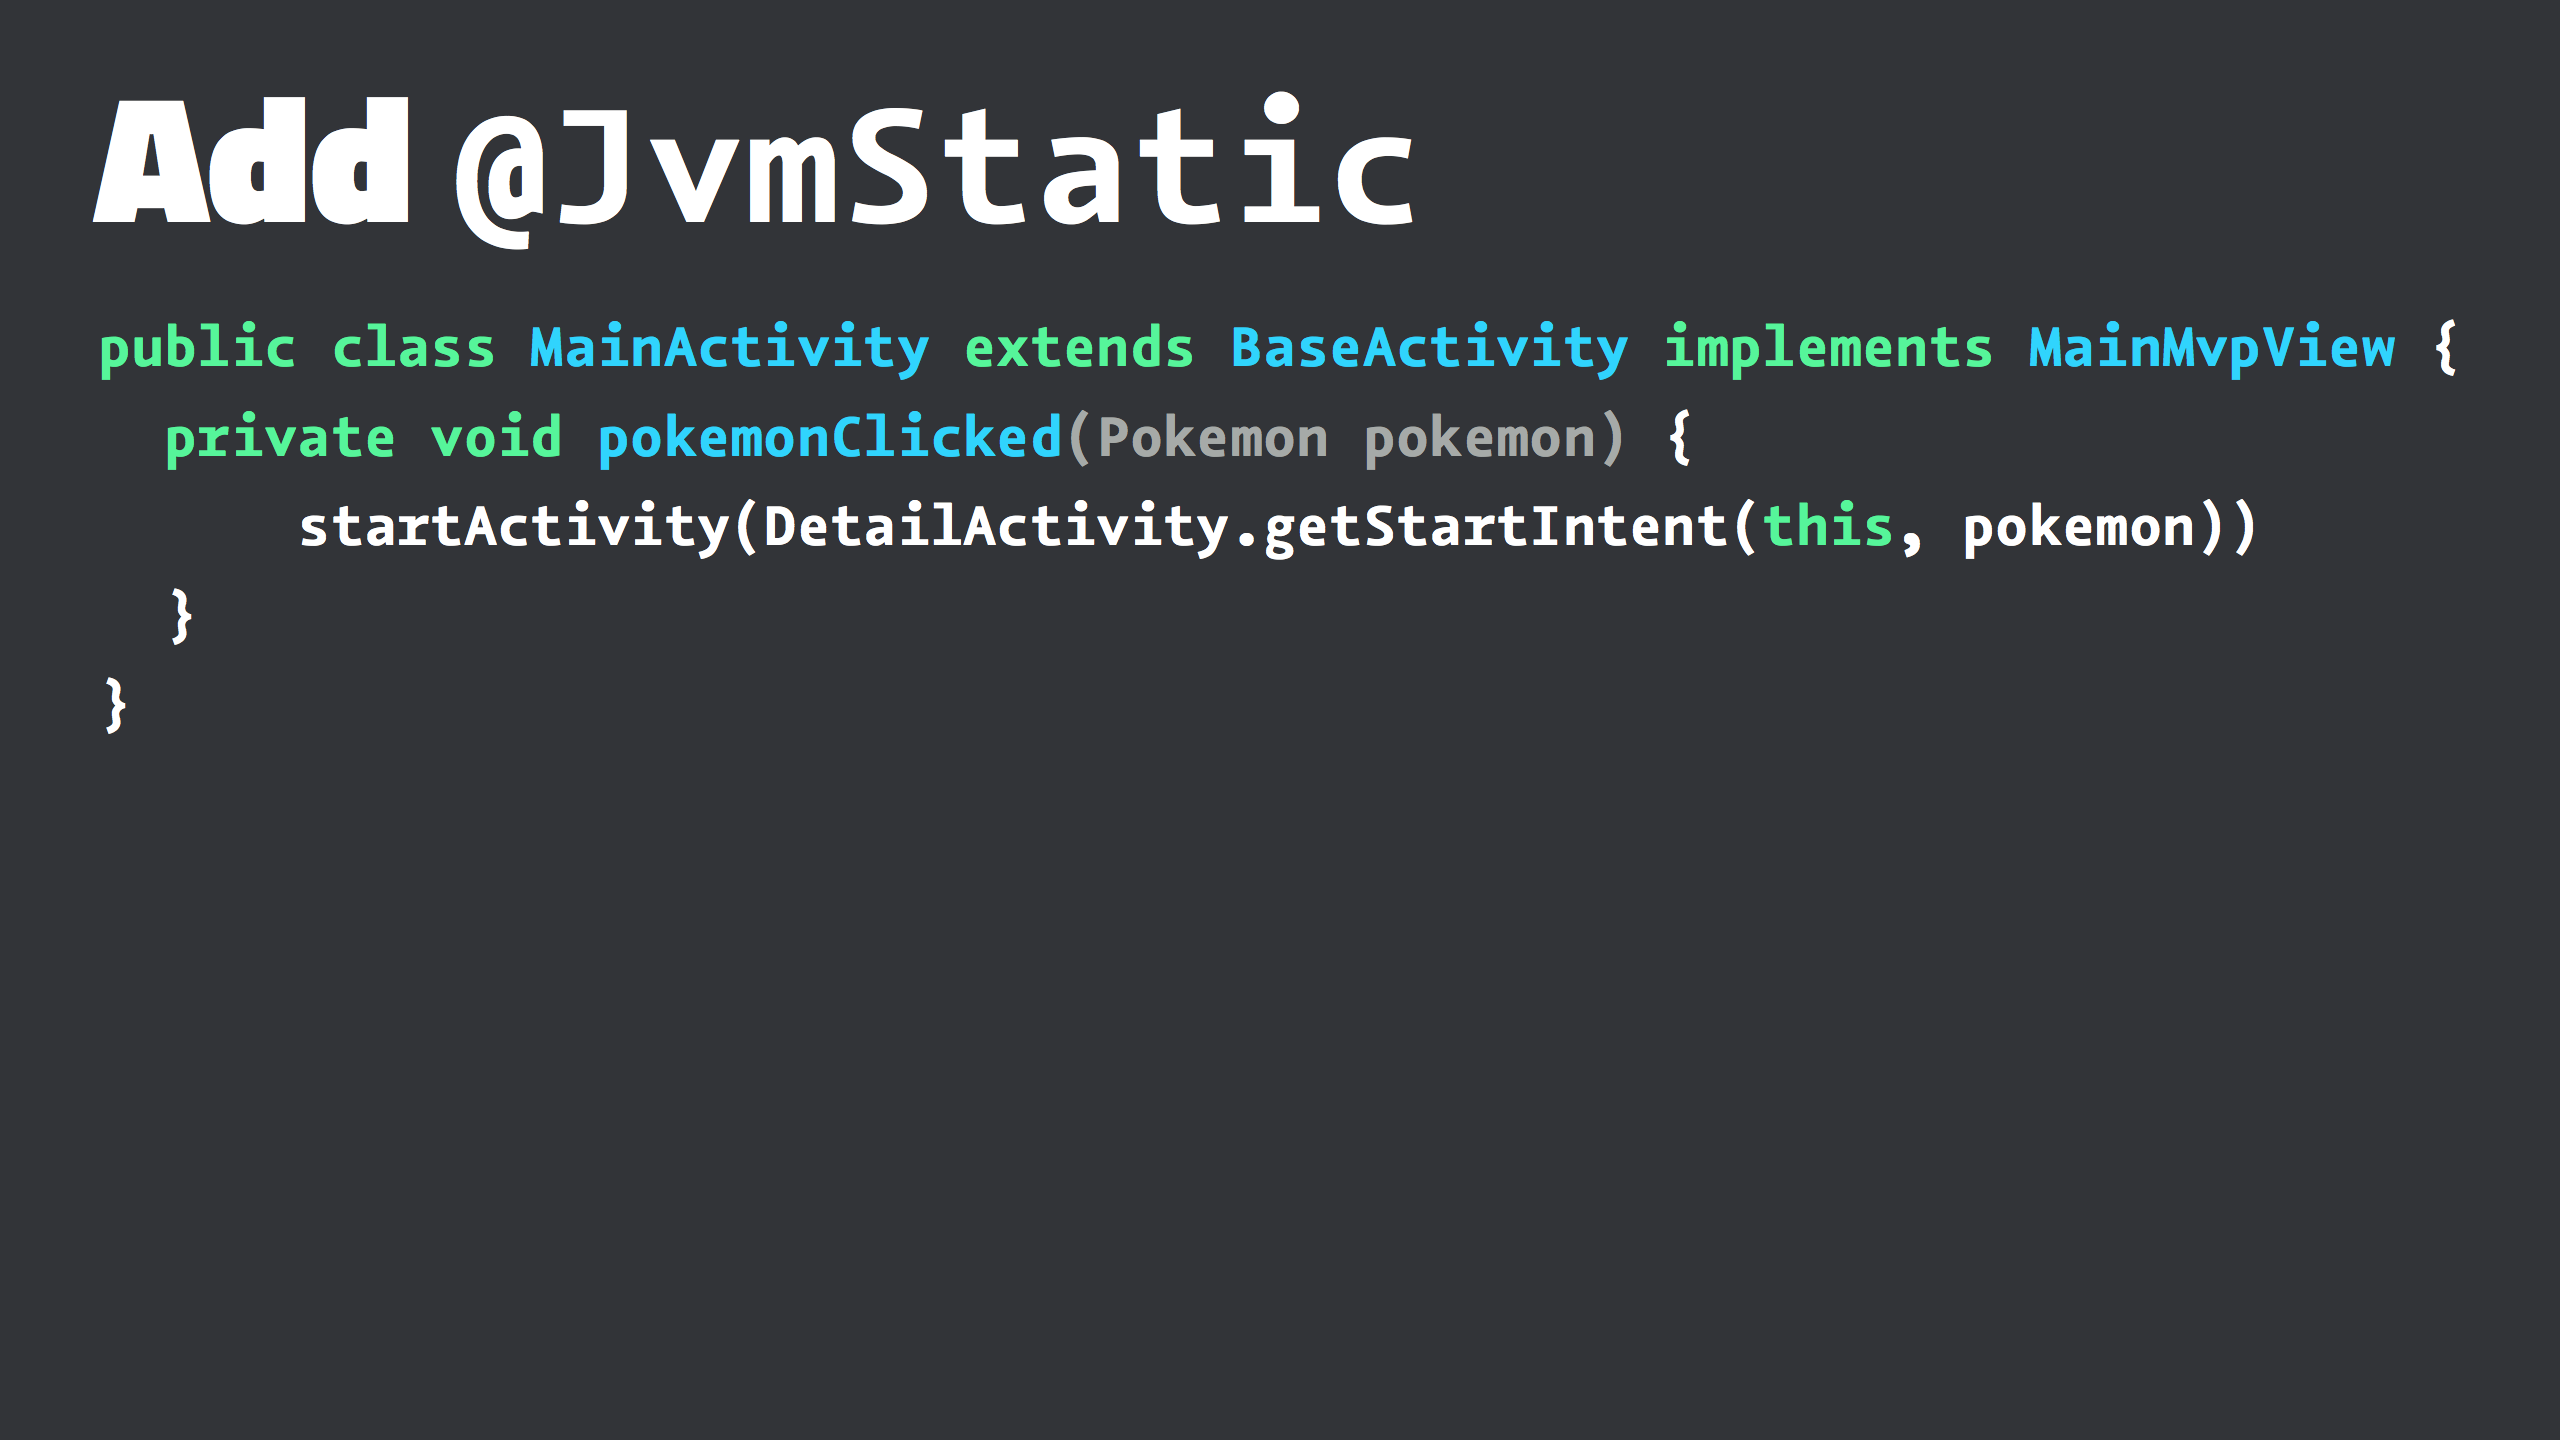 Add @JvmStatic
public class MainActivity extends BaseActivity implements MainMvpView {
  private void pokemonClicked(Pokemon pokemon) {
      startActivity(DetailActivity.getStartIntent(this, pokemon))
  }
}